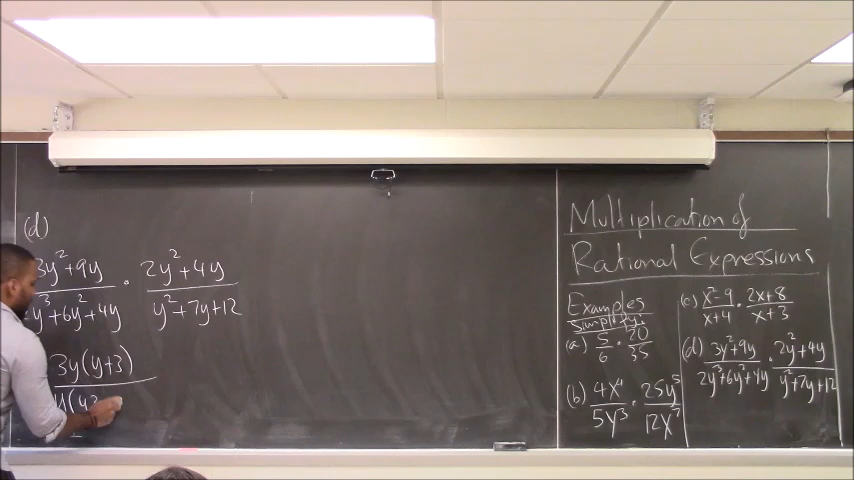 (d)
3y²+9y · 2y²+4y
y³+6y²+4y y²+7y+12
3y(y+3)
y(y²
Multiplication of
Rational Expressions
Examples
Simplify:
(a) 5/6 · 20/35
(b) 4x⁴/5y³ · 25y⁵/12x⁷
(c) x²-9/x+4 · 2x+8/x+3
(d) 3y²+9y/2y³+6y²+4y · 2y²+4y/y²+7y+12